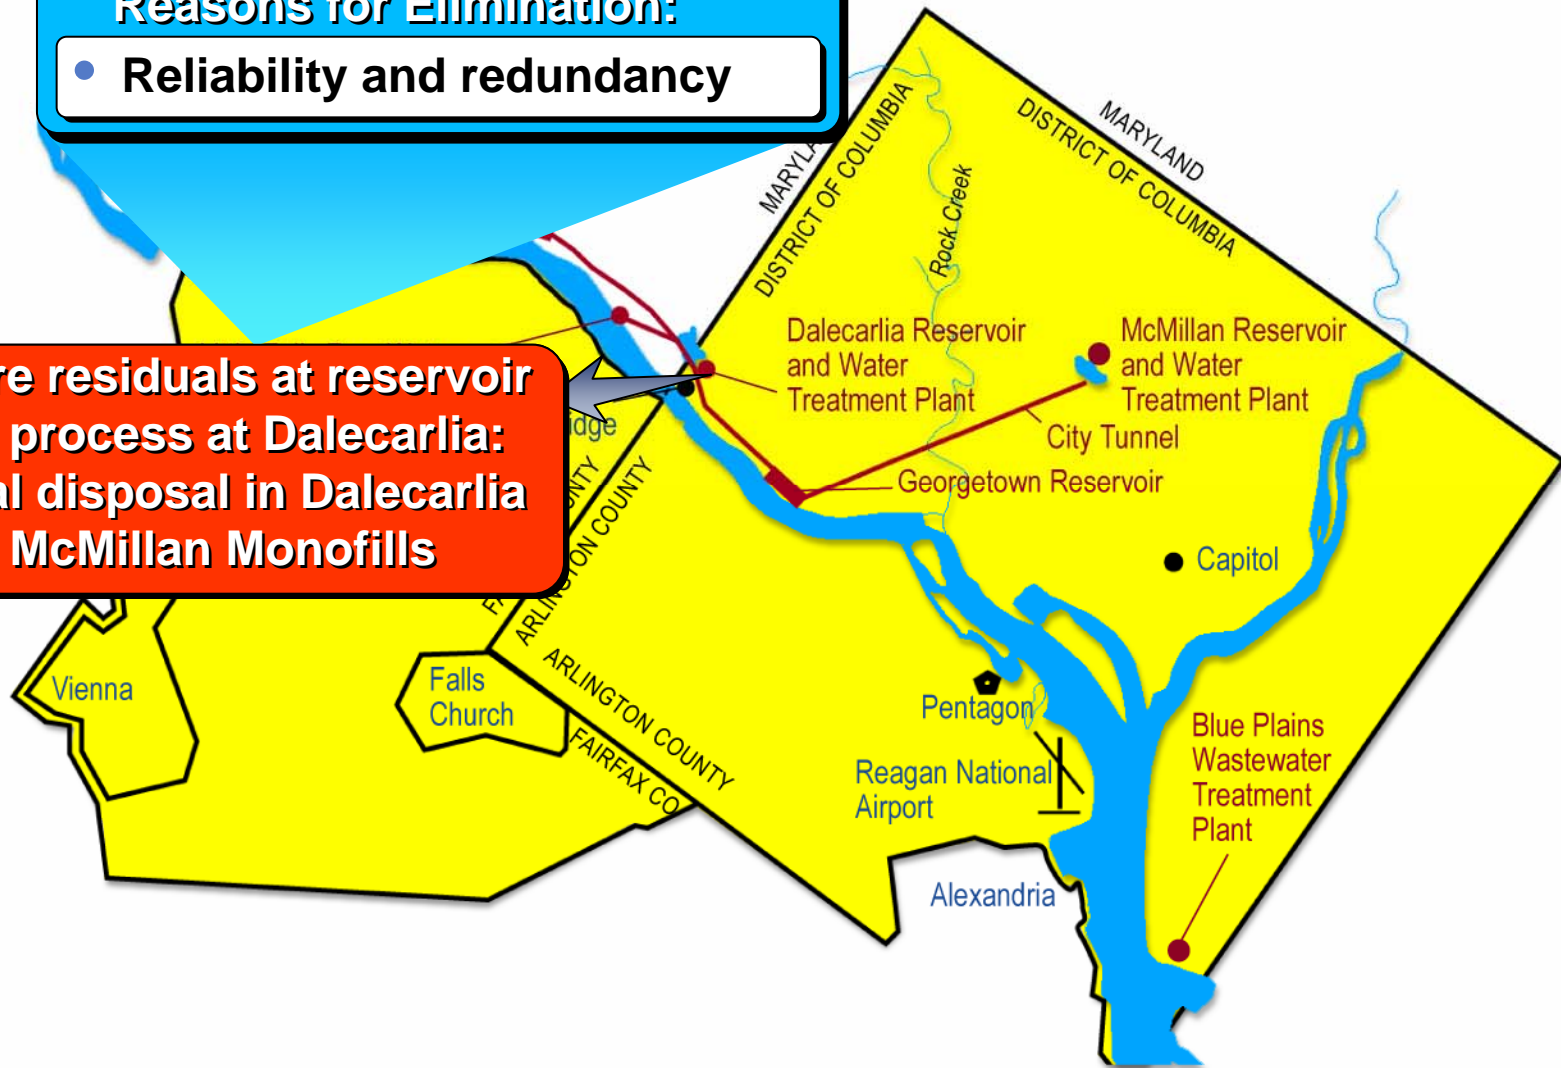 Reasons for Elimination:
• Reliability and redundancy
residuals at reservoir
process at Dalecarlia:
disposal in Dalecarlia
McMillan Monofills
MARYLAND
DISTRICT OF COLUMBIA
DISTRICT OF COLUMBIA
Rock Creek
Dalecarlia Reservoir
and Water
Treatment Plant
McMillan Reservoir
and Water
Treatment Plant
City Tunnel
Georgetown Reservoir
Capitol
ARLINGTON COUNTY
ARLINGTON COUNTY
FAIRFAX CO
Vienna
Falls
Church
Pentagon
Reagan National
Airport
Alexandria
Blue Plains
Wastewater
Treatment
Plant